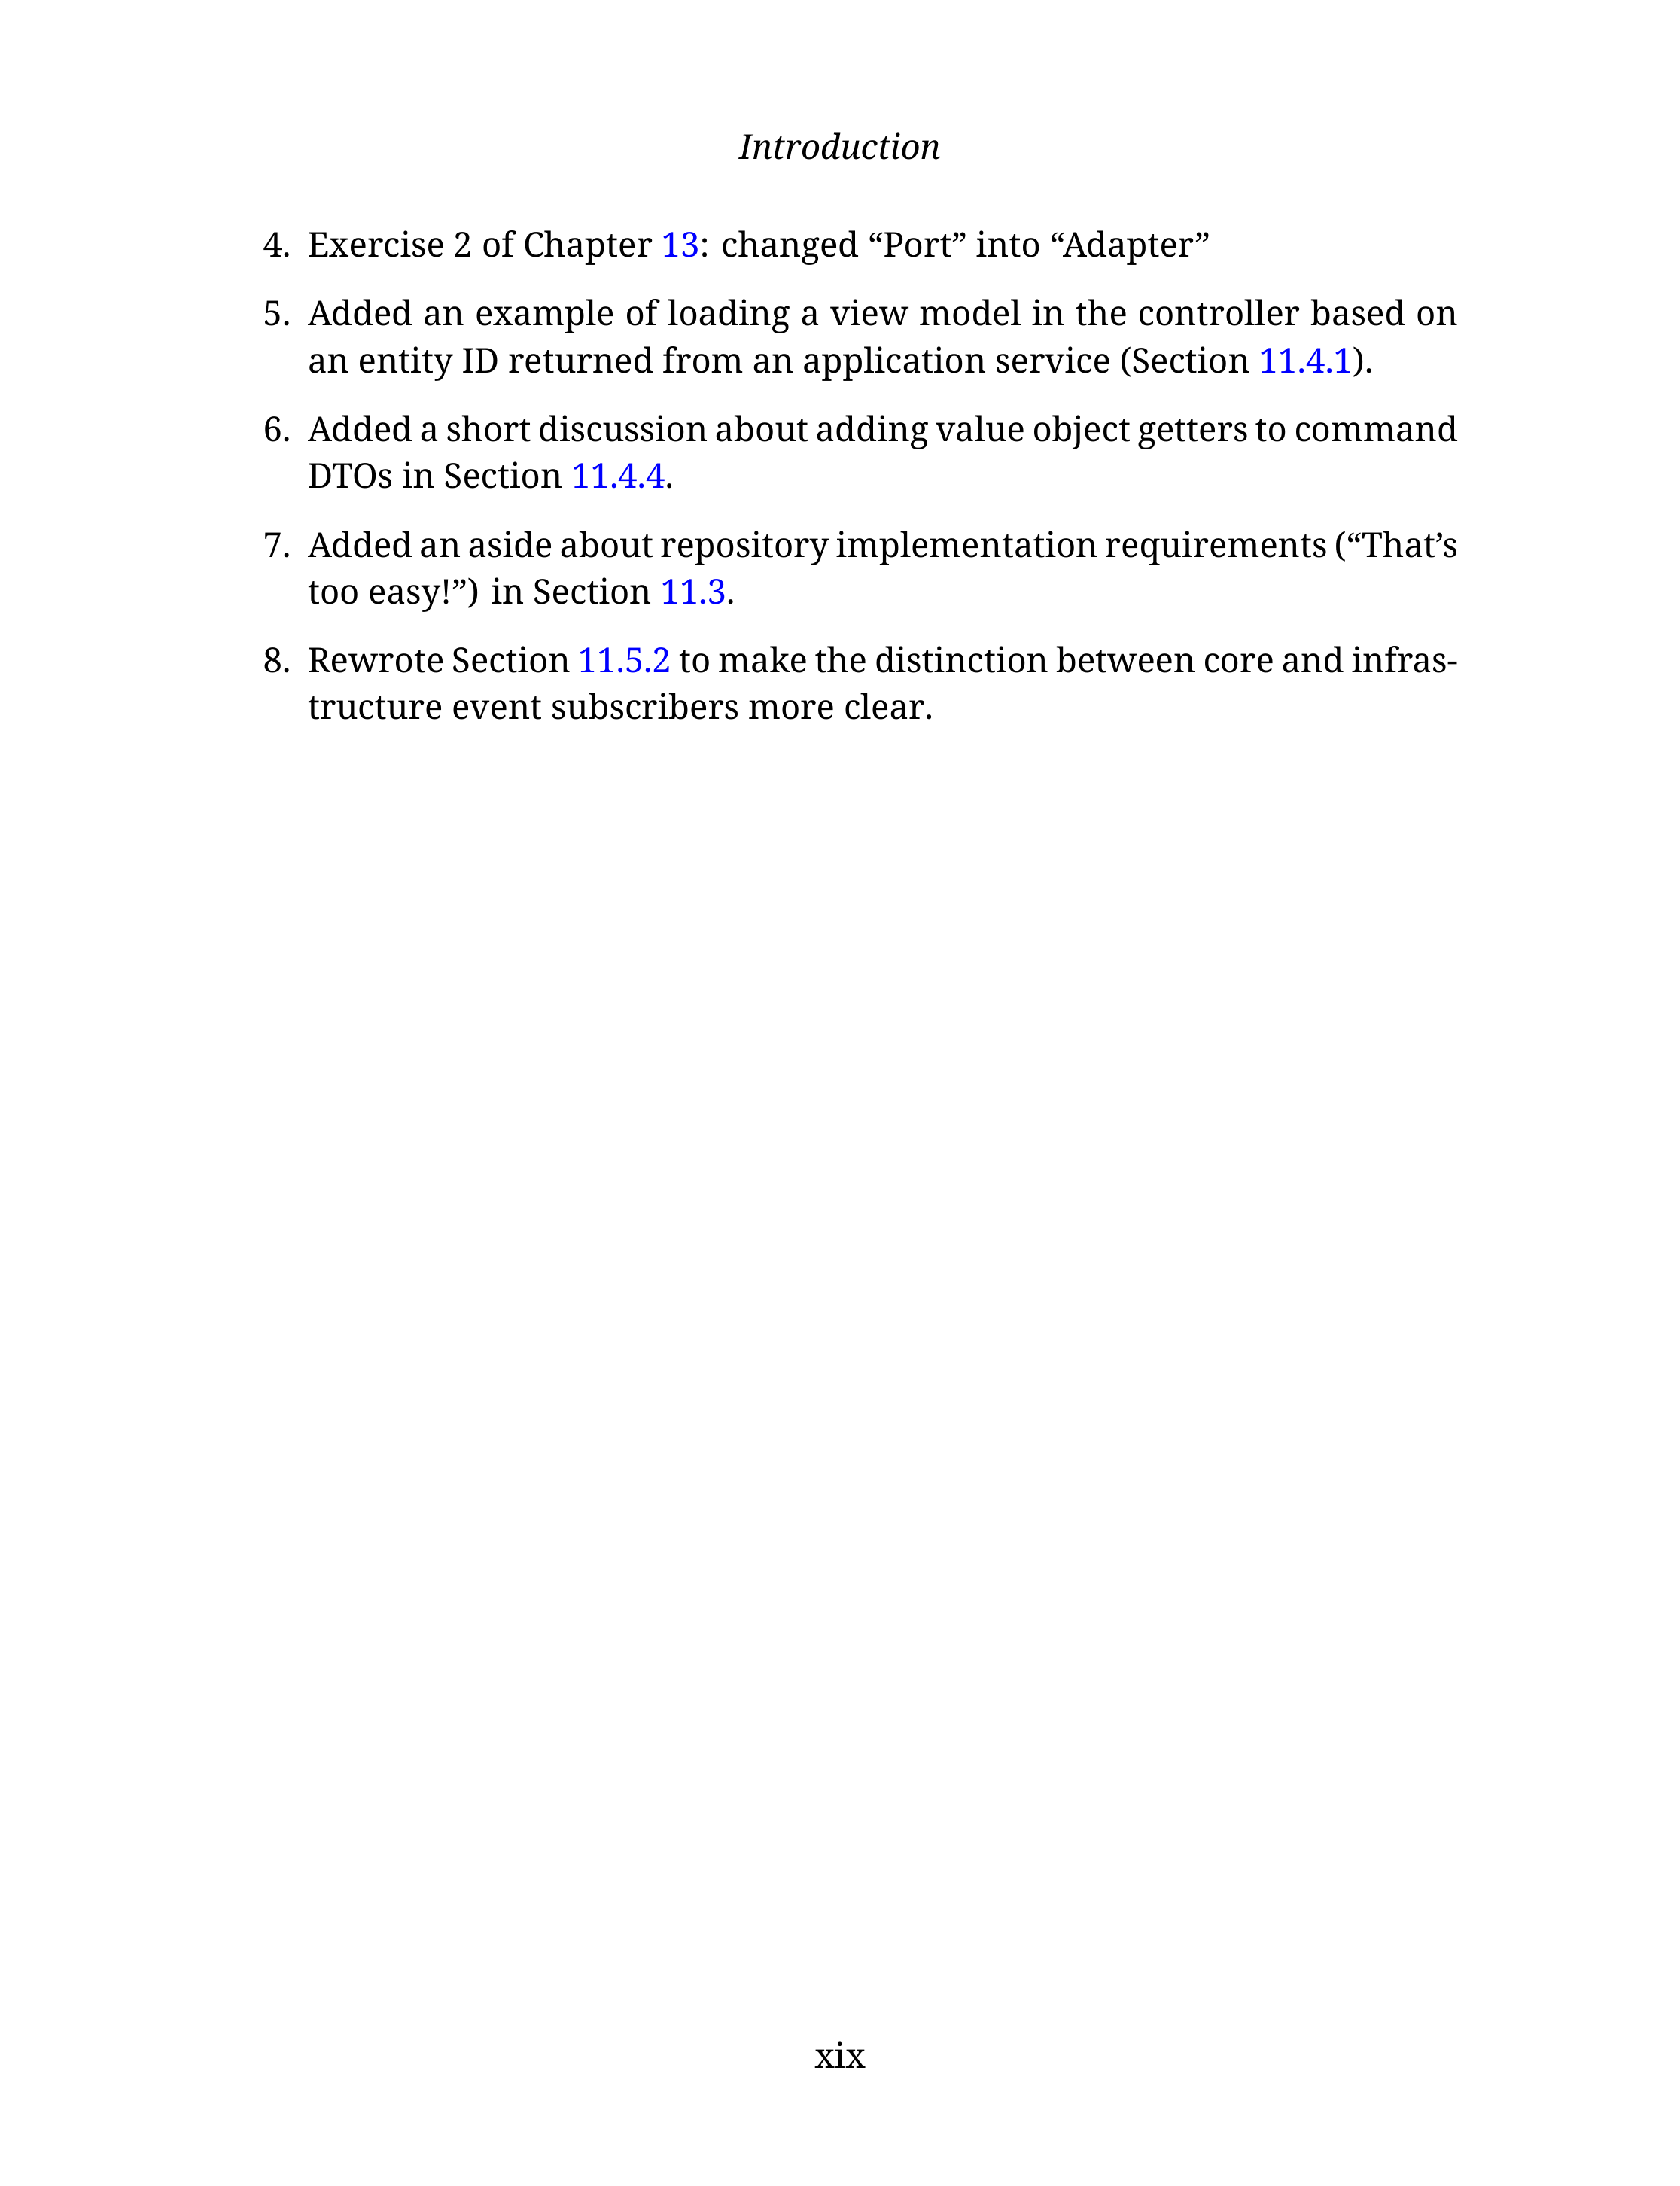 Introduction
4. Exercise 2 of Chapter 13: changed “Port” into “Adapter”
5. Added an example of loading a view model in the controller based on
an entity ID returned from an application service (Section 11.4.1).
6. Added a short discussion about adding value object getters to command
DTOs in Section 11.4.4.
7. Added an aside about repository implementation requirements (“That’s
too easy!”) in Section 11.3.
8. Rewrote Section 11.5.2 to make the distinction between core and infras-
tructure event subscribers more clear.
xix